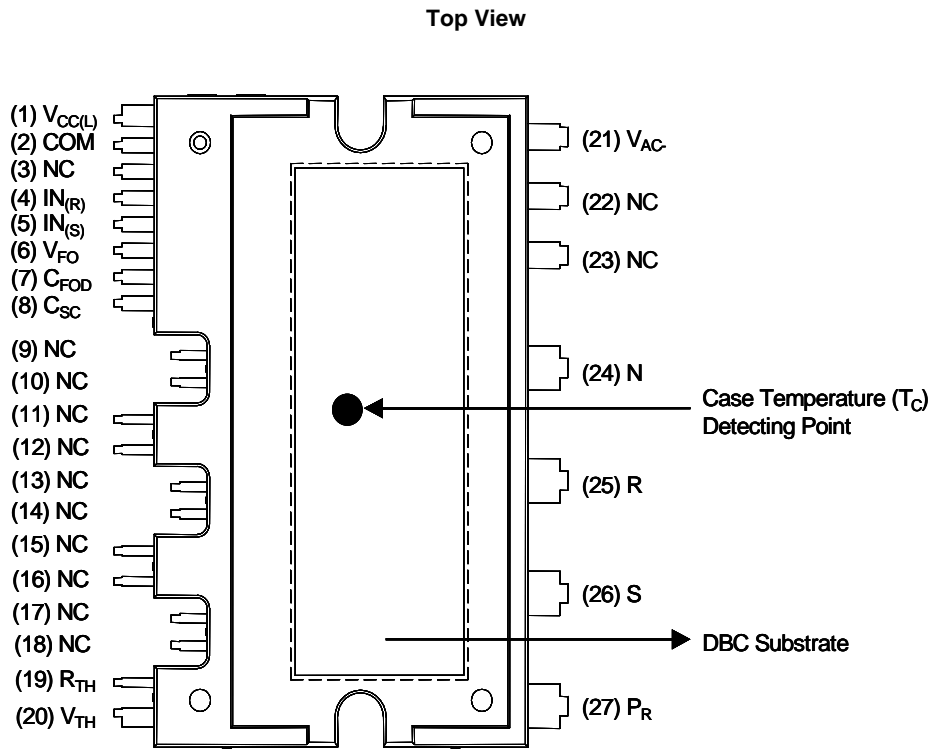 Top View
(1) VCC(L)
(2) COM
(3) NC
(4) IN(R)
(5) IN(S)
(6) VFO
(7) CFOD
(8) CSC
(9) NC
(10) NC
(11) NC
(12) NC
(13) NC
(14) NC
(15) NC
(16) NC
(17) NC
(18) NC
(19) RTH
(20) VTH
(21) VAC-
(22) NC
(23) NC
(24) N
Case Temperature (TC)
Detecting Point
(25) R
(26) S
DBC Substrate
(27) PR